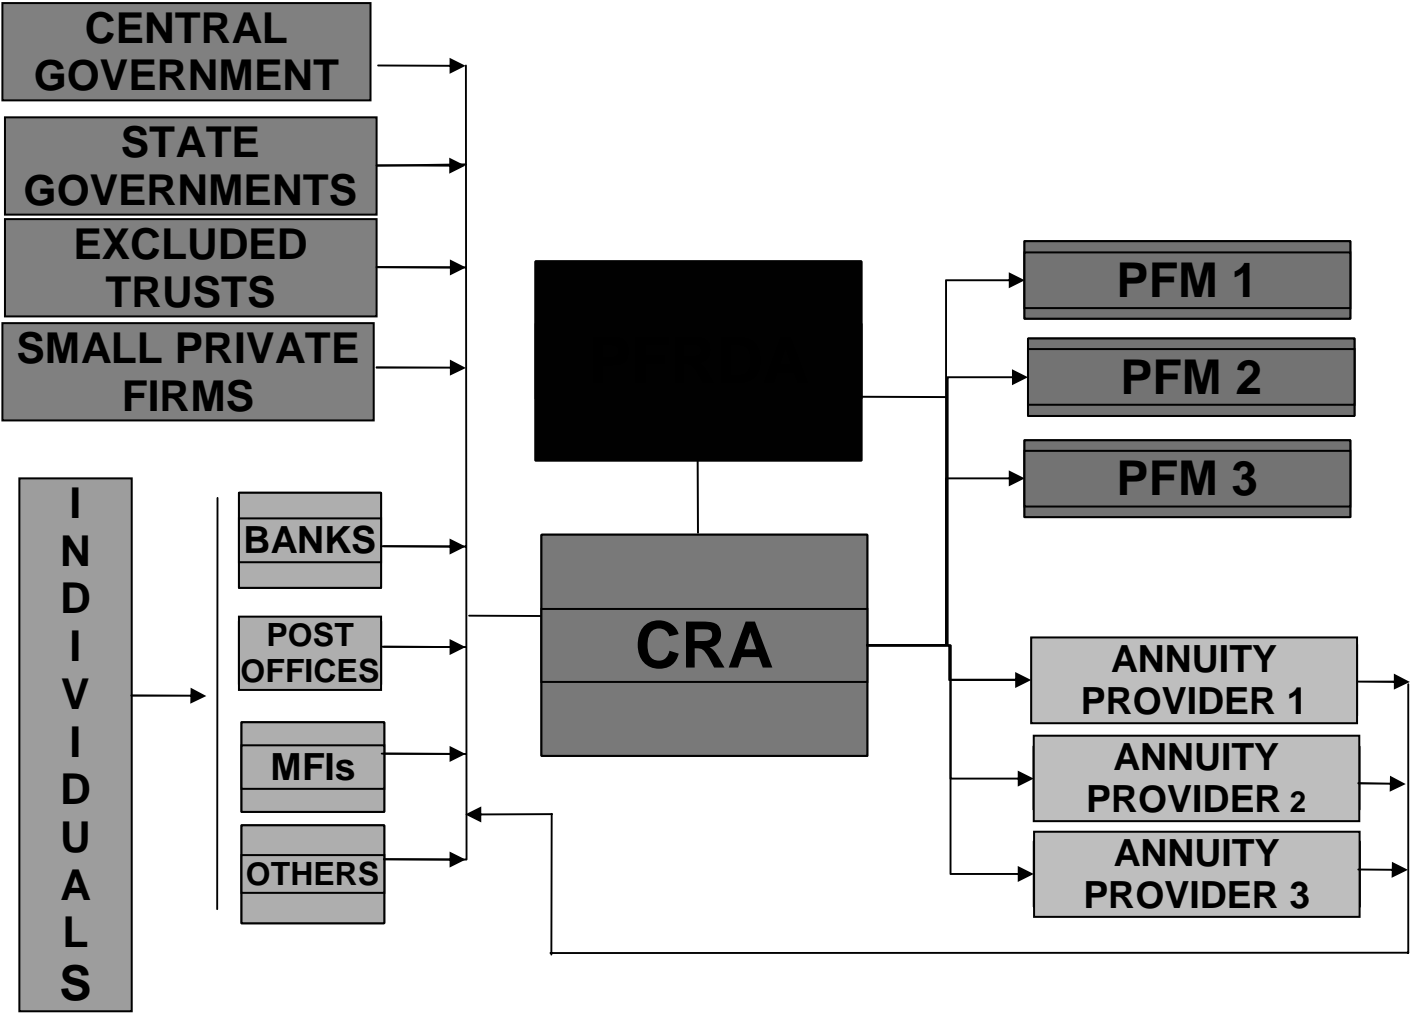 CENTRAL
GOVERNMENT
STATE
GOVERNMENTS
EXCLUDED
TRUSTS
SMALL PRIVATE
FIRMS
I
N
D
I
V
I
D
U
A
L
S
BANKS
POST
OFFICES
MFIs
OTHERS
PFRDA
CRA
PFM 1
PFM 2
PFM 3
ANNUITY
PROVIDER 1
ANNUITY
PROVIDER 2
ANNUITY
PROVIDER 3